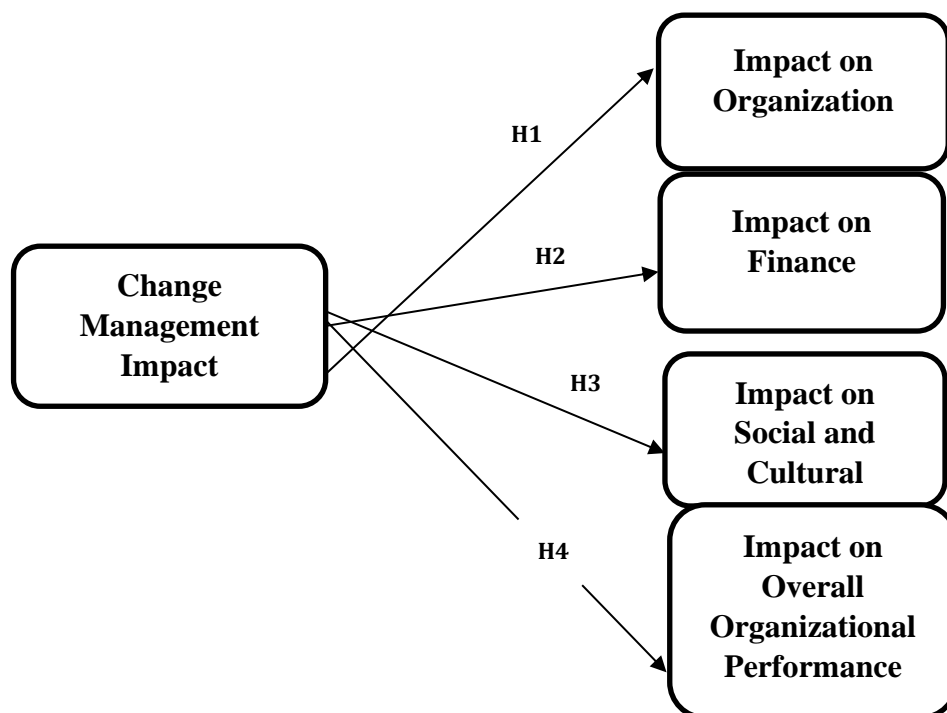 Impact on
Organization
H1
Impact on
Finance
H2
Change
Management
Impact
H3
Impact on
Social and
Cultural
H4
Impact on
Overall
Organizational
Performance